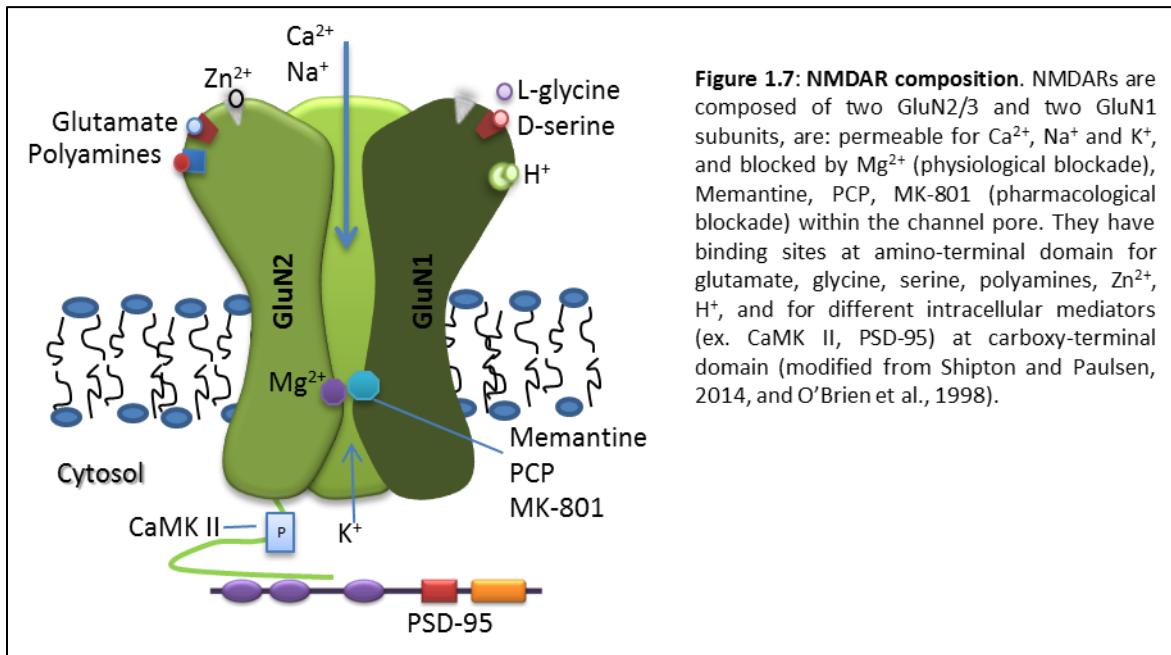 Ca²⁺
Na⁺
Zn²⁺
O
Glutamate
Polyamines
L-glycine
D-serine
H⁺
GluN2
GluN1
Mg²⁺
Memantine
PCP
MK-801
Cytosol
CaMK II
P
K⁺
PSD-95
Figure 1.7: NMDAR composition. NMDARs are
composed of two GluN2/3 and two GluN1
subunits, are: permeable for Ca²⁺, Na⁺ and K⁺,
and blocked by Mg²⁺ (physiological blockade),
Memantine, PCP, MK-801 (pharmacological
blockade) within the channel pore. They have
binding sites at amino-terminal domain for
glutamate, glycine, serine, polyamines, Zn²⁺,
H⁺, and for different intracellular mediators
(ex. CaMK II, PSD-95) at carboxy-terminal
domain (modified from Shipton and Paulsen,
2014, and O’Brien et al., 1998).